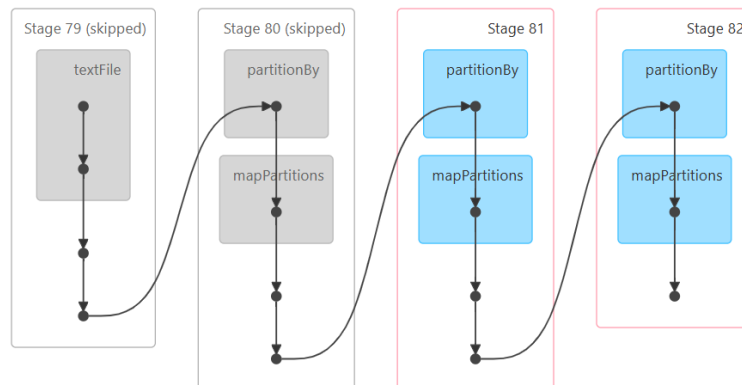 Stage 79 (skipped)
textFile
Stage 80 (skipped)
partitionBy
mapPartitions
Stage 81
partitionBy
mapPartitions
Stage 82
partitionBy
mapPartitions